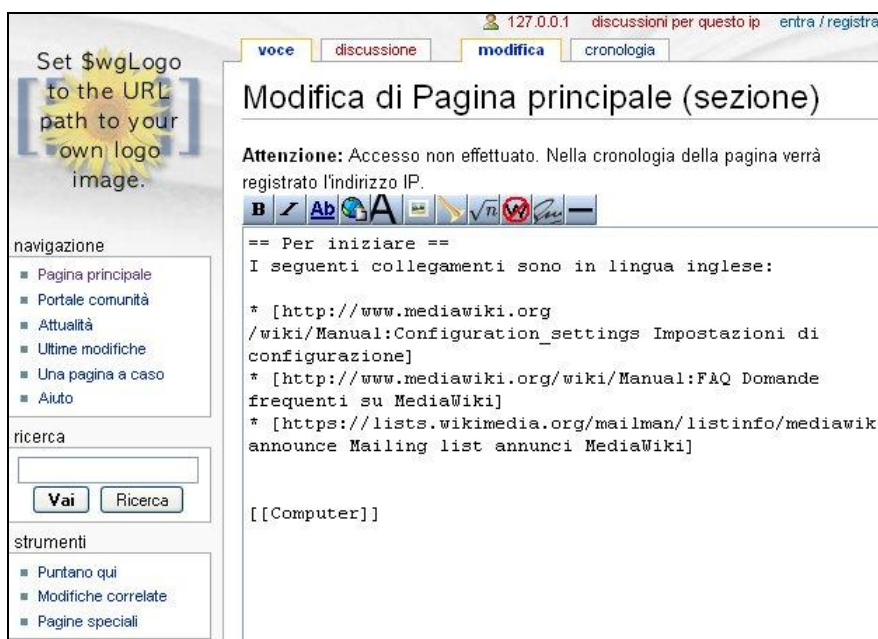 127.0.0.1 discussioni per questo ip entra / registra
voce discussione modifica cronologia
Set $wgLogo
to the URL
path to your
own logo
image.
Modifica di Pagina principale (sezione)
Attenzione: Accesso non effettuato. Nella cronologia della pagina verrà
registrato l'indirizzo IP.
B I Ab A √n W
navigazione
Pagina principale
Portale comunità
Attualità
Ultime modifiche
Una pagina a caso
Aiuto
ricerca
Vai Ricerca
strumenti
Puntano qui
Modifiche correlate
Pagine speciali
== Per iniziare ==
I seguenti collegamenti sono in lingua inglese:
* [http://www.mediawiki.org
/wiki/Manual:Configuration_settings Impostazioni di
configurazione]
* [http://www.mediawiki.org/wiki/Manual:FAQ Domande
frequenti su MediaWiki]
* [https://lists.wikimedia.org/mailman/listinfo/mediawik
announce Mailing list annunci MediaWiki]
[[Computer]]